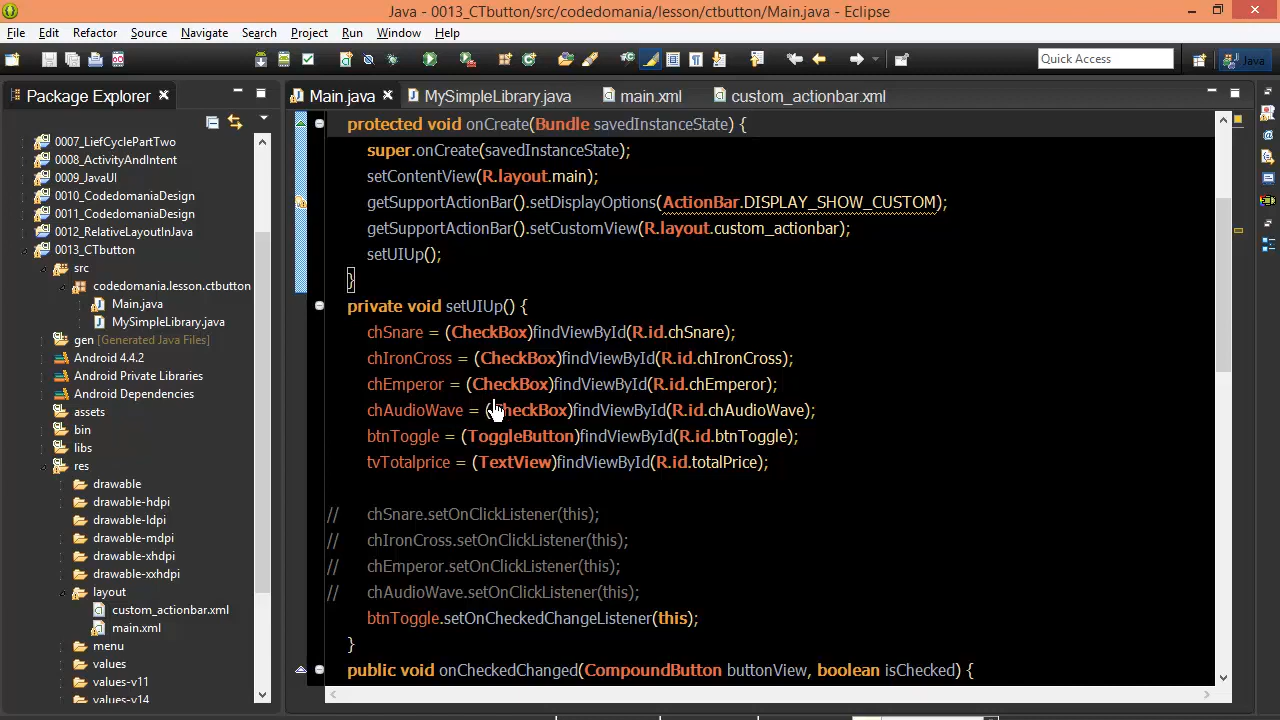 Java - 0013_CTbutton/src/codedomania/lesson/ctbutton/Main.java - Eclipse
File Edit Refactor Source Navigate Search Project Run Window Help
Quick Access
Java
Package Explorer
0007_LiefCyclePartTwo
0008_ActivityAndIntent
0009_JavaUI
0010_CodedomaniaDesign
0011_CodedomaniaDesign
0012_RelativeLayoutInJava
0013_CTbutton
src
codedomania.lesson.ctbutton
Main.java
MySimpleLibrary.java
gen [Generated Java Files]
Android 4.4.2
Android Private Libraries
Android Dependencies
assets
bin
libs
res
drawable
drawable-hdpi
drawable-ldpi
drawable-mdpi
drawable-xhdpi
drawable-xxhdpi
layout
custom_actionbar.xml
main.xml
menu
values
values-v11
values-v14
Main.java MySimpleLibrary.java main.xml custom_actionbar.xml
protected void onCreate(Bundle savedInstanceState) {
super.onCreate(savedInstanceState);
setContentView(R.layout.main);
getSupportActionBar().setDisplayOptions(ActionBar.DISPLAY_SHOW_CUSTOM);
getSupportActionBar().setCustomView(R.layout.custom_actionbar);
setUIUp();
}
private void setUIUp() {
chSnare = (CheckBox)findViewById(R.id.chSnare);
chIronCross = (CheckBox)findViewById(R.id.chIronCross);
chEmperor = (CheckBox)findViewById(R.id.chEmperor);
chAudioWave = (CheckBox)findViewById(R.id.chAudioWave);
btnToggle = (ToggleButton)findViewById(R.id.btnToggle);
tvTotalprice = (TextView)findViewById(R.id.totalPrice);
// chSnare.setOnClickListener(this);
// chIronCross.setOnClickListener(this);
// chEmperor.setOnClickListener(this);
// chAudioWave.setOnClickListener(this);
btnToggle.setOnCheckedChangeListener(this);
}
public void onCheckedChanged(CompoundButton buttonView, boolean isChecked) {